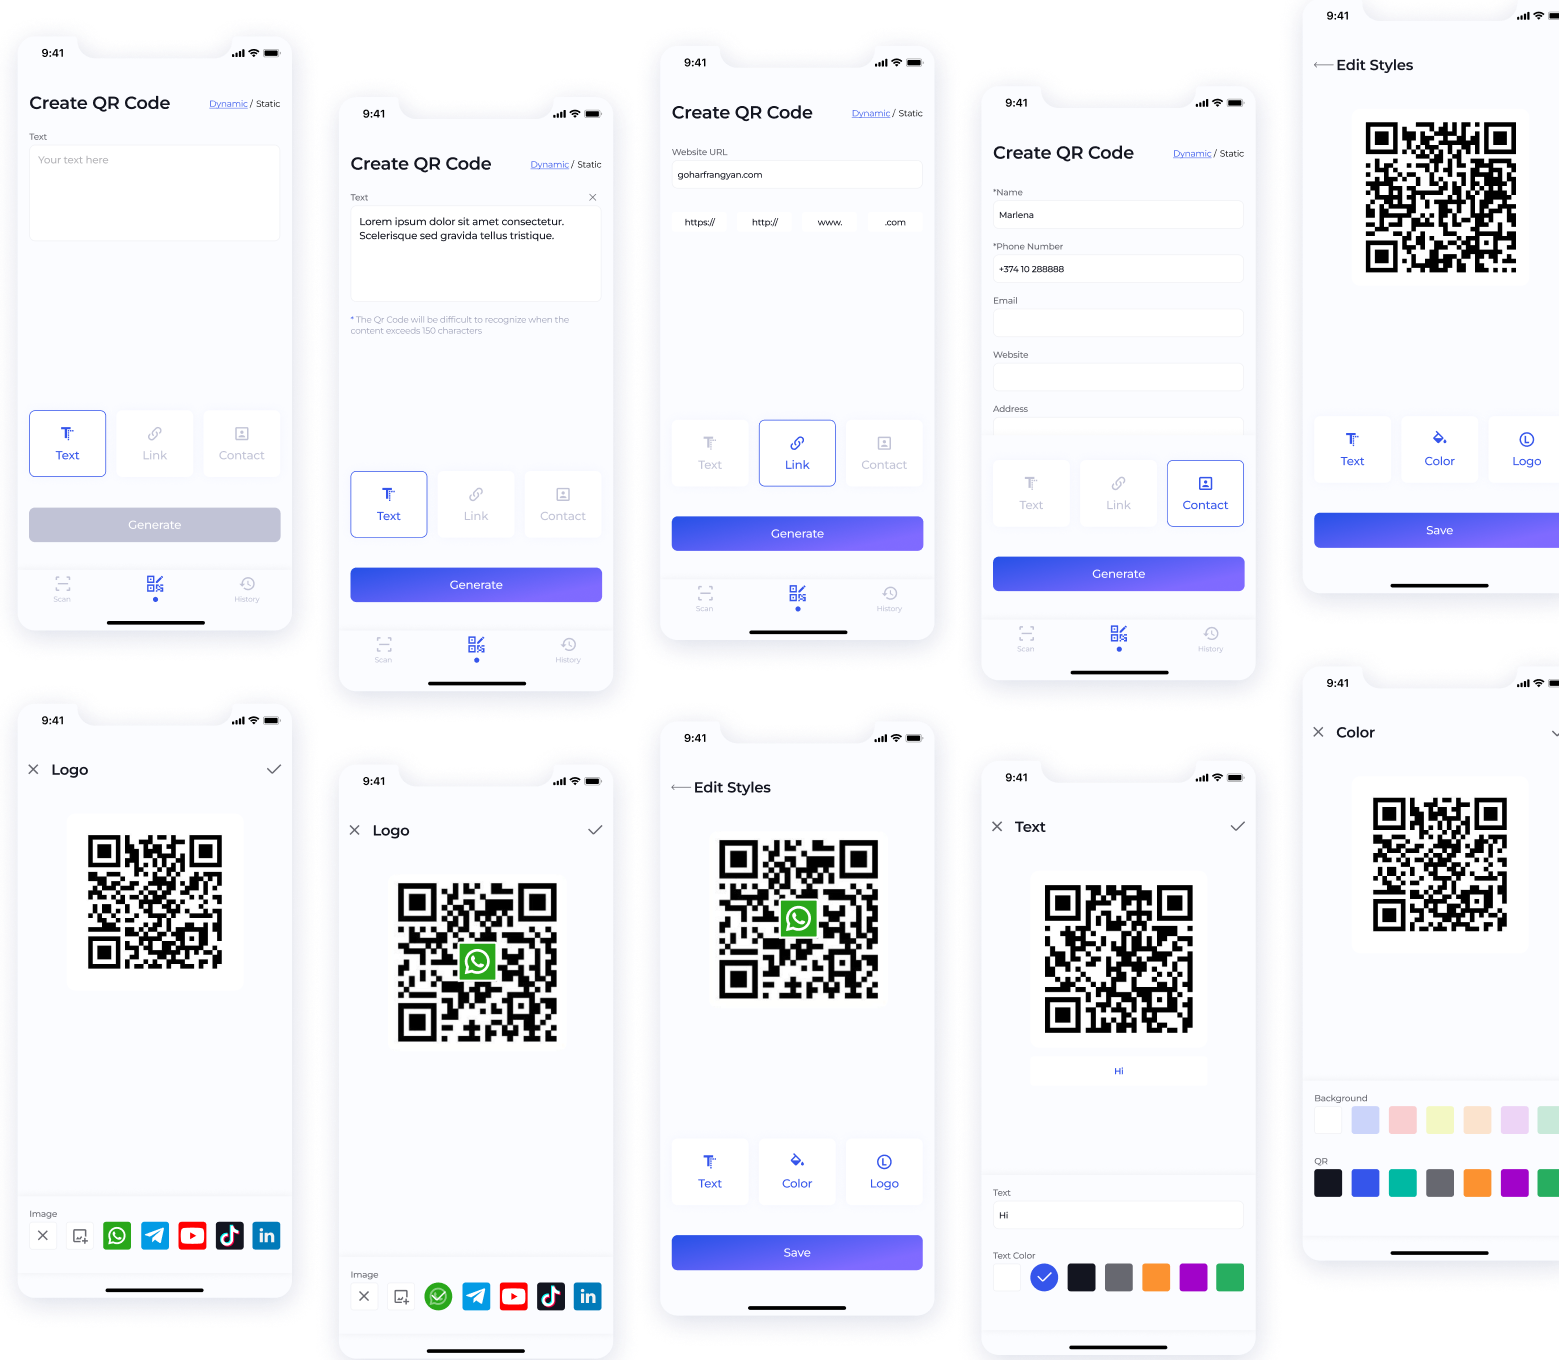 9:41
Create QR Code
Dynamic / Static
Text
Your text here
Text
Link
Contact
Generate
Scan
History
9:41
Create QR Code
Dynamic / Static
Text
Lorem ipsum dolor sit amet consectetur.
Scelerisque sed gravida tellus tristique.
* The Qr Code will be difficult to recognize when the
content exceeds 150 characters
Text
Link
Contact
Generate
Scan
History
9:41
Create QR Code
Dynamic / Static
Website URL
goharfrangyan.com
https://
http://
www.
.com
Text
Link
Contact
Generate
Scan
History
9:41
Create QR Code
Dynamic / Static
*Name
Marlena
*Phone Number
+374 10 288888
Email
Website
Address
Text
Link
Contact
Generate
Scan
History
9:41
Edit Styles
Text
Color
Logo
Save
9:41
Logo
Image
in
9:41
Logo
Image
in
9:41
Edit Styles
Text
Color
Logo
Save
9:41
Text
Hi
Text
Hi
Text Color
9:41
Color
Background
QR